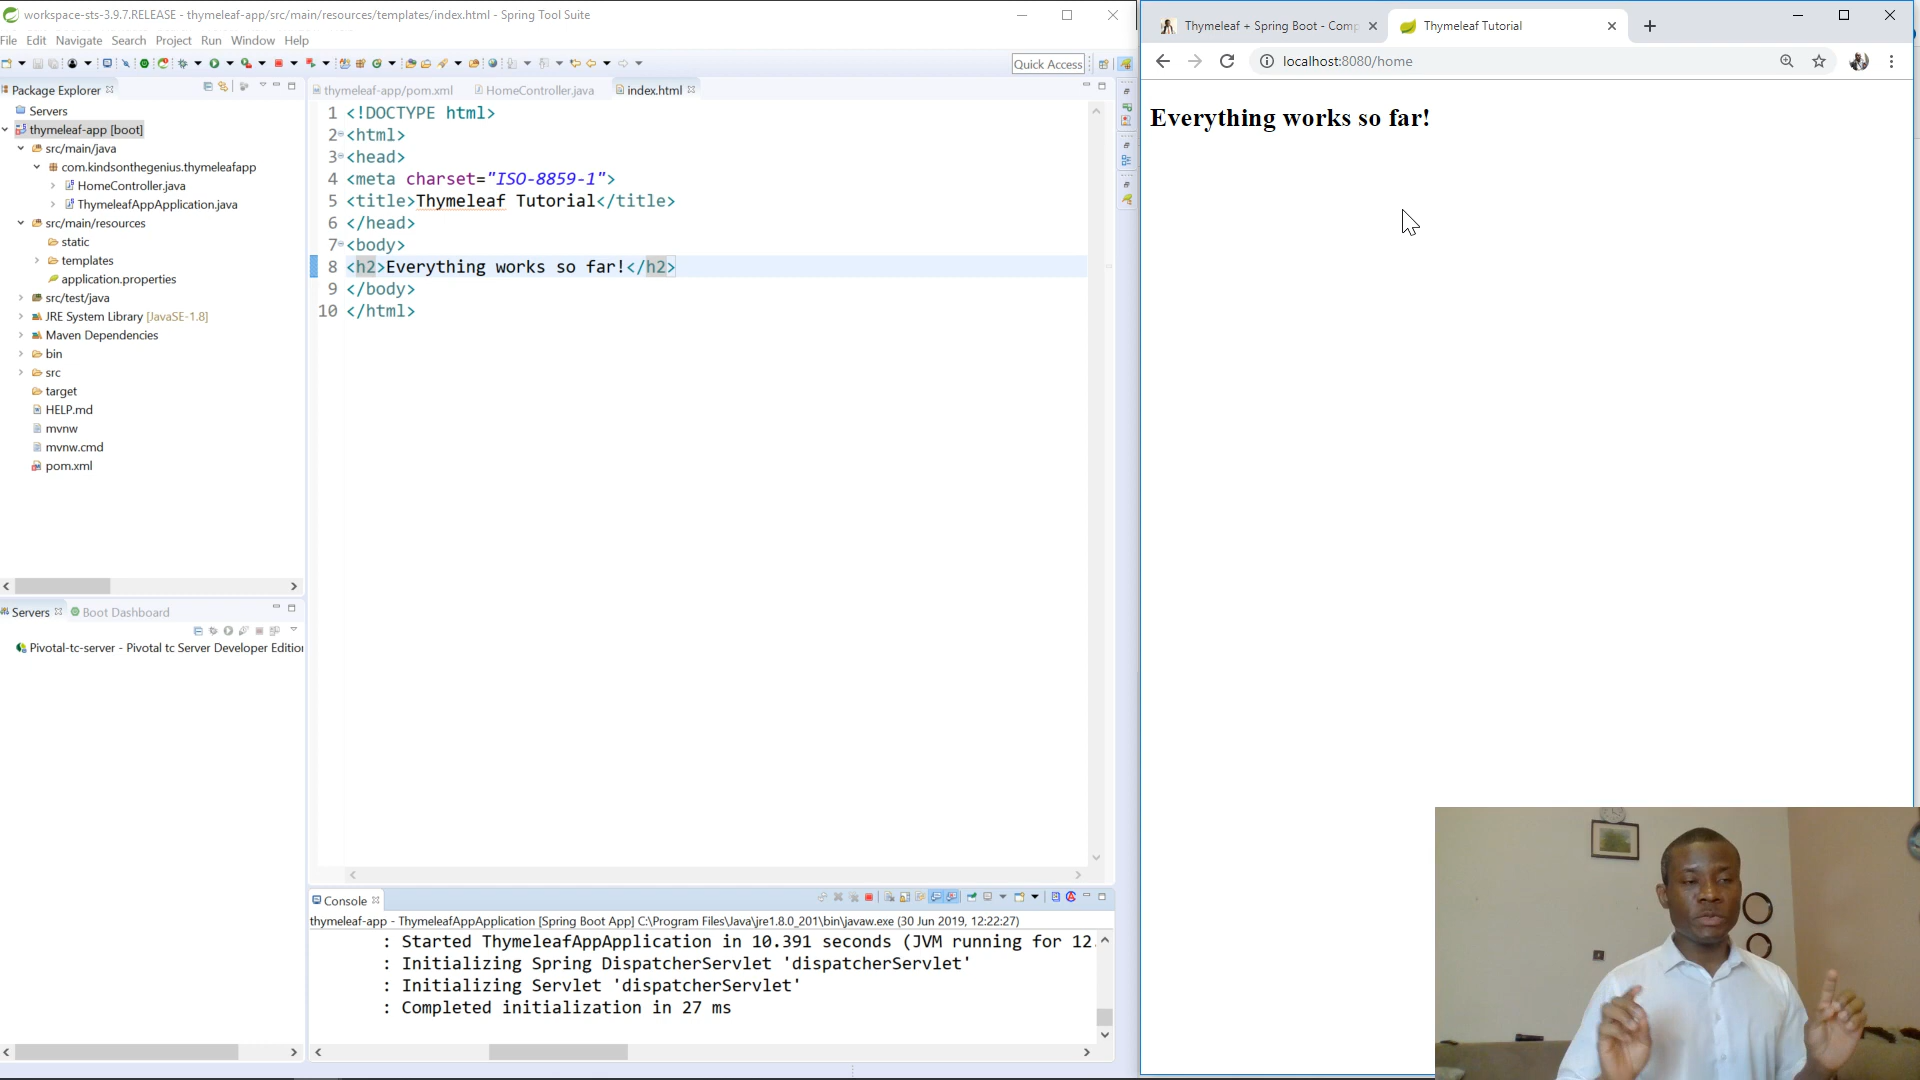 workspace-sts-3.9.7.RELEASE - thymeleaf-app/src/main/resources/templates/index.html - Spring Tool Suite
File Edit Navigate Search Project Run Window Help
Quick Access
Package Explorer
Servers
thymeleaf-app [boot]
src/main/java
com.kindsonthegenius.thymeleafapp
HomeController.java
ThymeleafAppApplication.java
src/main/resources
static
templates
application.properties
src/test/java
JRE System Library [JavaSE-1.8]
Maven Dependencies
bin
src
target
HELP.md
mvnw
mvnw.cmd
pom.xml
Servers Boot Dashboard
Pivotal-tc-server - Pivotal tc Server Developer Edition
thymeleaf-app/pom.xml HomeController.java index.html
1 <!DOCTYPE html>
2 <html>
3 <head>
4 <meta charset="ISO-8859-1">
5 <title>Thymeleaf Tutorial</title>
6 </head>
7 <body>
8 <h2>Everything works so far!</h2>
9 </body>
10 </html>
Console
thymeleaf-app - ThymeleafAppApplication [Spring Boot App] C:\Program Files\Java\jre1.8.0_201\bin\javaw.exe (30 Jun 2019, 12:22:27)
: Started ThymeleafAppApplication in 10.391 seconds (JVM running for 12.
: Initializing Spring DispatcherServlet 'dispatcherServlet'
: Initializing Servlet 'dispatcherServlet'
: Completed initialization in 27 ms
Thymeleaf + Spring Boot - Comp Thymeleaf Tutorial
localhost:8080/home
Everything works so far!